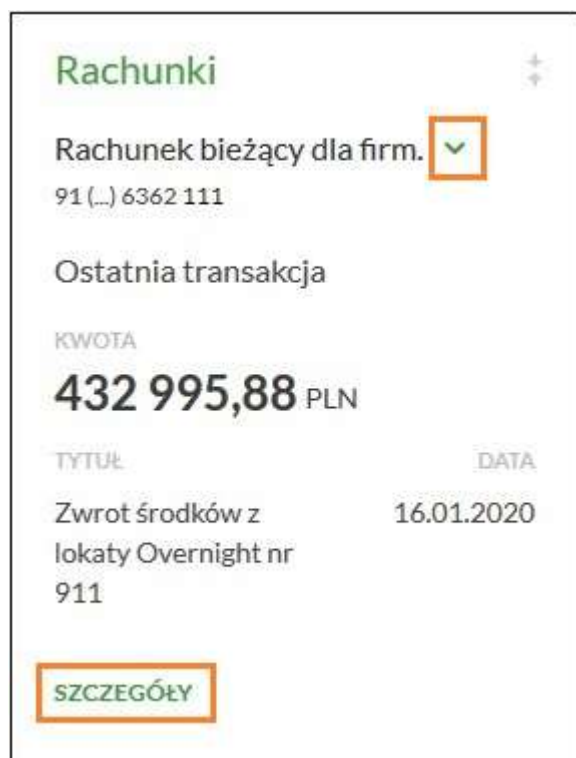 Rachunki
Rachunek bieżący dla firm.
91 (...) 6362 111
Ostatnia transakcja
KWOTA
432 995,88 PLN
TYTUŁ DATA
Zwrot środków z 16.01.2020
lokaty Overnight nr
911
SZCZEGÓŁY